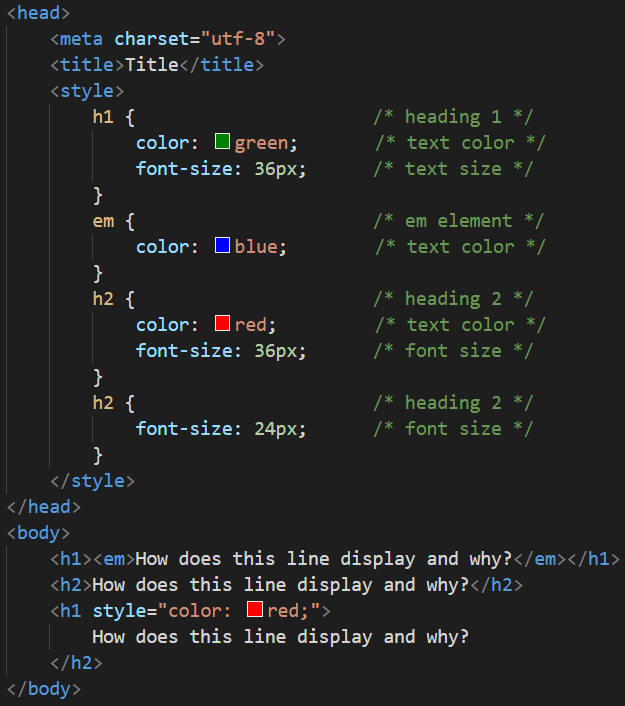 <head>
<meta charset="utf-8">
<title>Title</title>
<style>
h1 { /* heading 1 */
color: green; /* text color */
font-size: 36px; /* text size */
}
em { /* em element */
color: blue; /* text color */
}
h2 { /* heading 2 */
color: red; /* text color */
font-size: 36px; /* font size */
}
h2 { /* heading 2 */
font-size: 24px; /* font size */
}
</style>
</head>
<body>
<h1><em>How does this line display and why?</em></h1>
<h2>How does this line display and why?</h2>
<h1 style="color: red;">
How does this line display and why?
</h2>
</body>